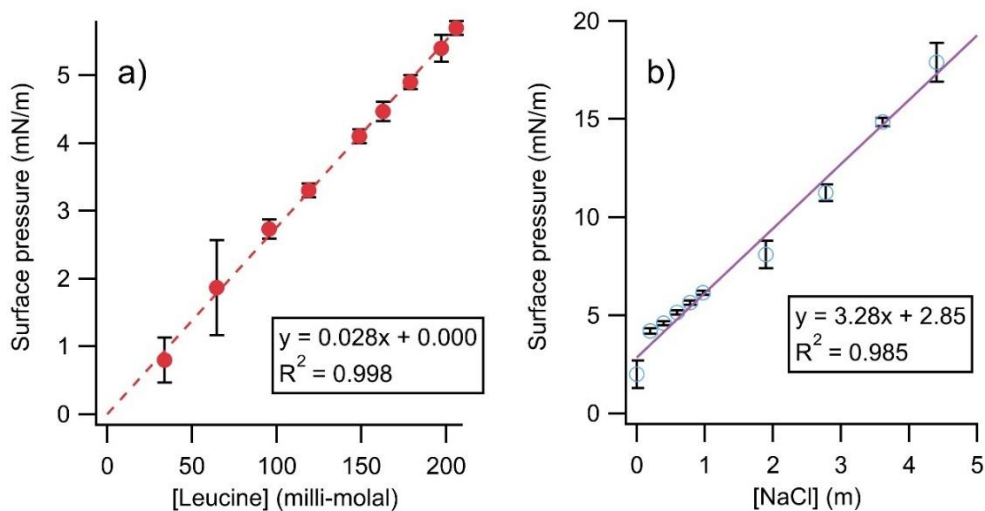 a)
Surface pressure (mN/m)
5
4
3
2
1
0
y = 0.028x + 0.000
R² = 0.998
0 50 100 150 200
[Leucine] (milli-molal)
b)
Surface pressure (mN/m)
20
15
10
5
0
y = 3.28x + 2.85
R² = 0.985
0 1 2 3 4 5
[NaCl] (m)